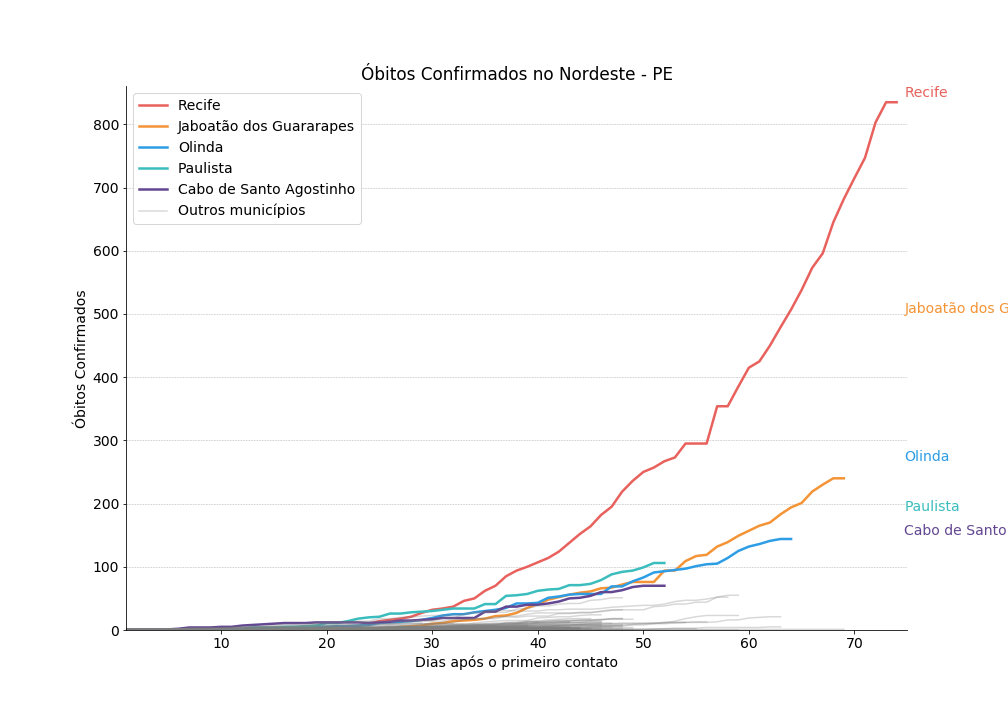 Óbitos Confirmados no Nordeste - PE
Recife
Jaboatão dos Guararapes
Olinda
Paulista
Cabo de Santo Agostinho
Outros municípios
Recife
Jaboatão dos G
Olinda
Paulista
Cabo de Santo
Óbitos Confirmados
800
700
600
500
400
300
200
100
0
10
20
30
40
50
60
70
Dias após o primeiro contato